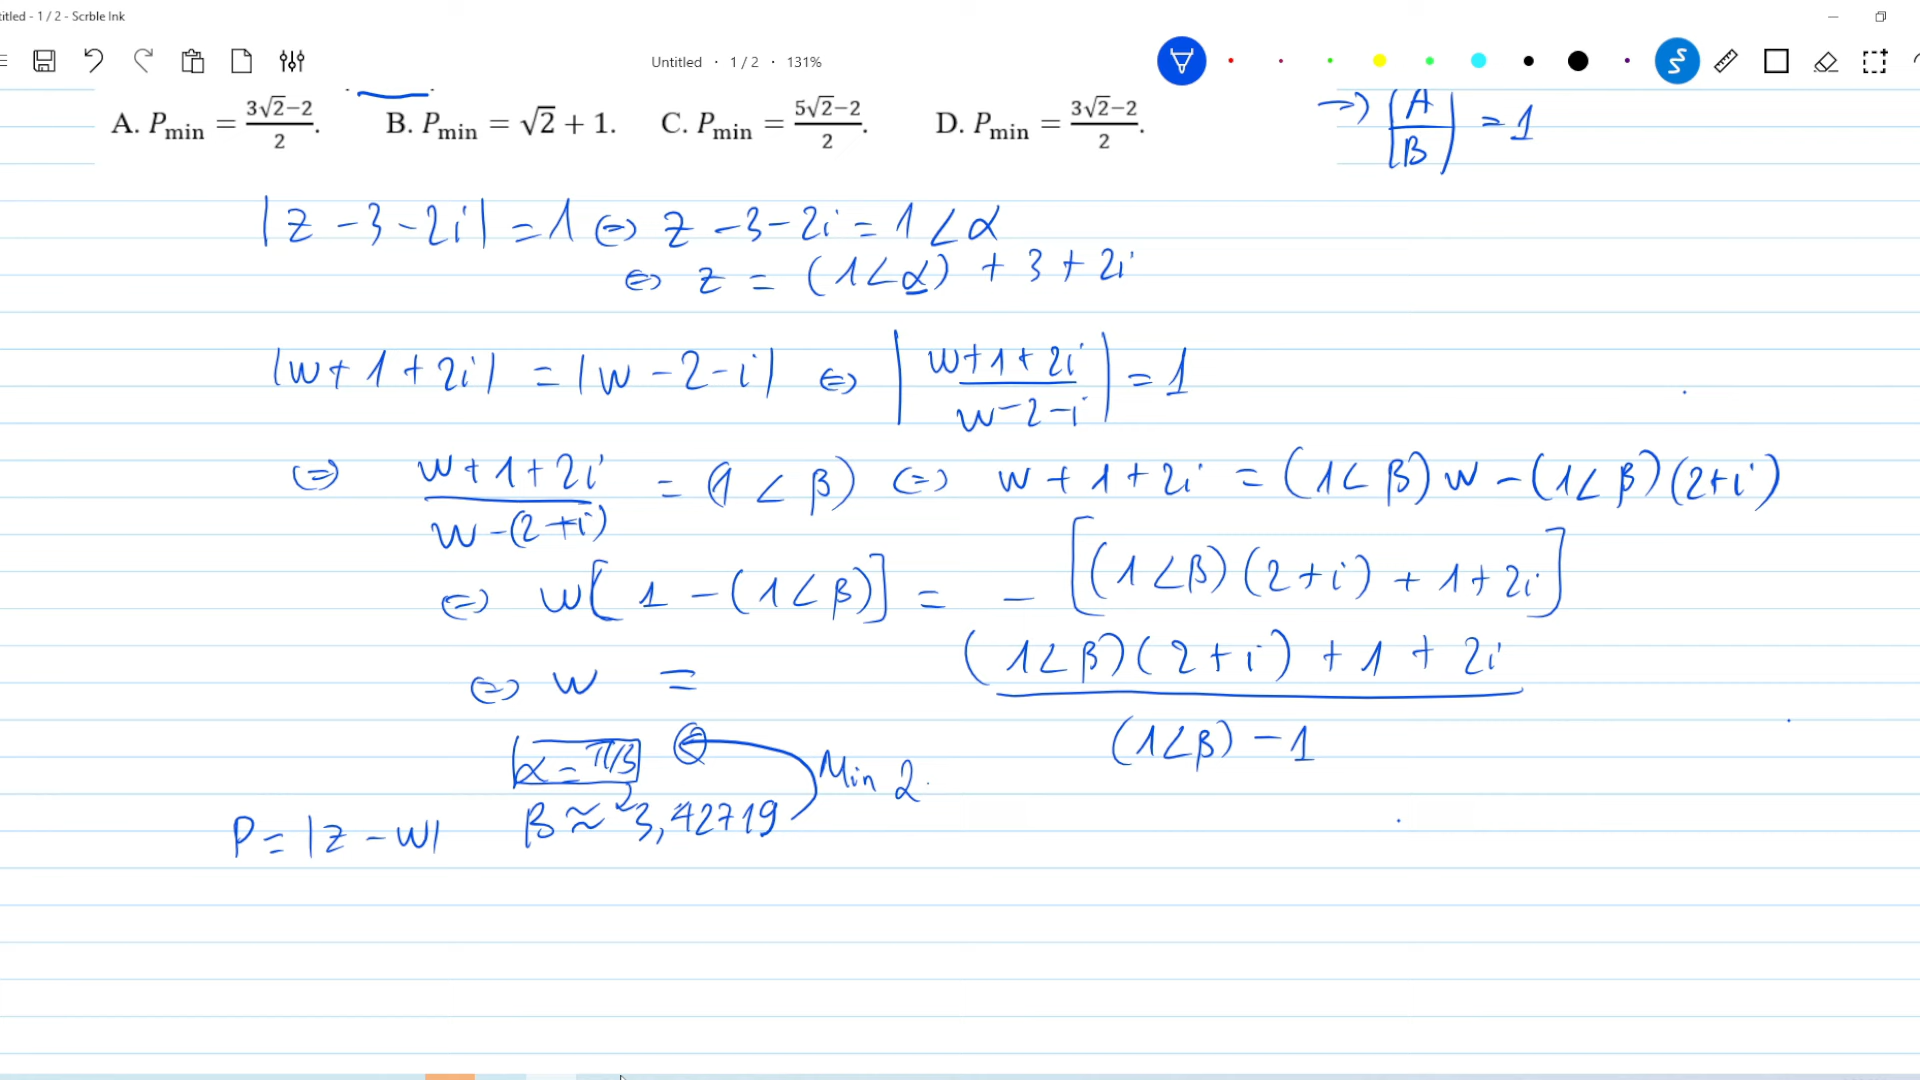 titled - 1 / 2 - Scrble Ink
Untitled · 1 / 2 · 131%
A. P_min = (3√2−2)/2. B. P_min = √2 + 1. C. P_min = (5√2−2)/2. D. P_min = (3√2−2)/2.
→) |A/B| = 1
|z - 3 - 2i| = 1 (=) z - 3 - 2i = 1∠α
(=) z = (1∠α) + 3 + 2i
|w + 1 + 2i| = |w - 2 - i| (=) |(w+1+2i)/(w-2-i)| = 1
(=) (w+1+2i)/(w-(2+i)) = (1∠β) (=) w + 1 + 2i = (1∠β)w - (1∠β)(2+i)
(=) w[1 - (1∠β)] = -[(1∠β)(2+i) + 1 + 2i]
(=) w = ((1∠β)(2+i) + 1 + 2i)/((1∠β) - 1)
α = π/3
Min 2.
P = |z - w| β ≈ 3,42719